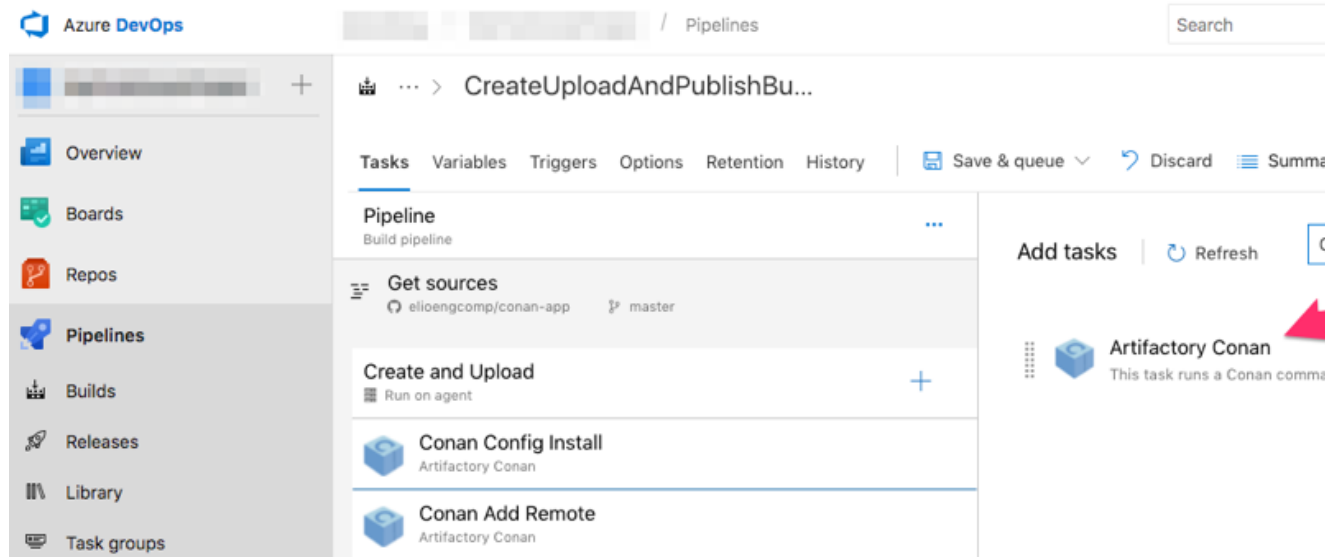 Azure DevOps
/ Pipelines
Search
... > CreateUploadAndPublishBu...
Overview
Boards
Repos
Pipelines
Builds
Releases
Library
Task groups
Tasks Variables Triggers Options Retention History
Save & queue Discard Summa
Pipeline
Build pipeline
...
Get sources
elioengcomp/conan-app master
Create and Upload
Run on agent
Conan Config Install
Artifactory Conan
Conan Add Remote
Artifactory Conan
Add tasks Refresh
Artifactory Conan
This task runs a Conan comma